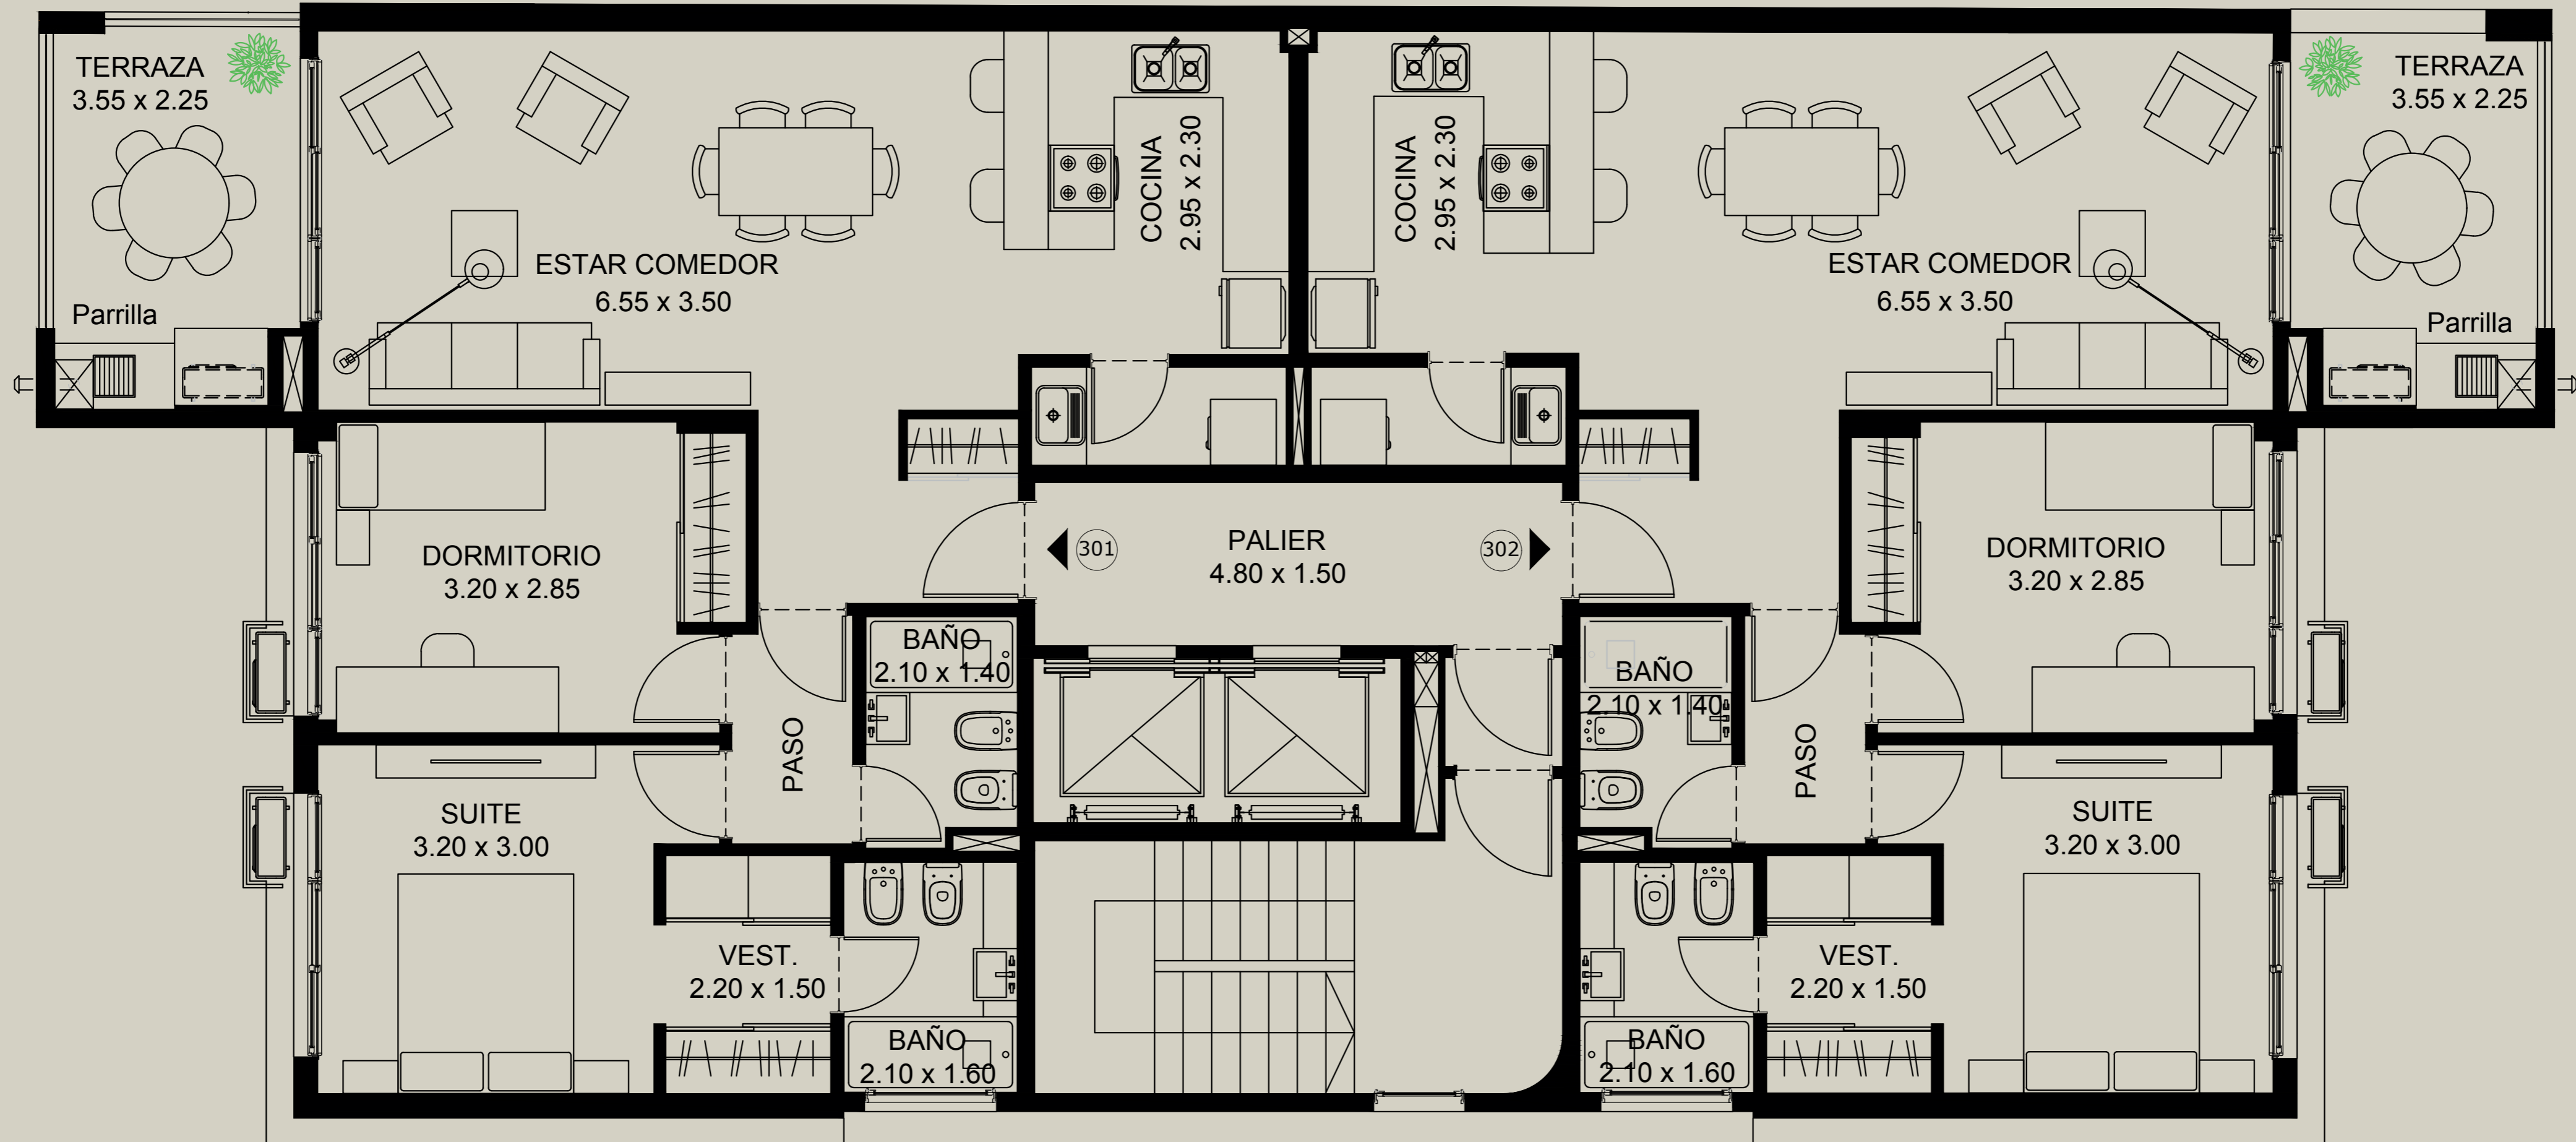 TERRAZA
3.55 x 2.25
Parrilla
ESTAR COMEDOR
6.55 x 3.50
COCINA
2.95 x 2.30
COCINA
2.95 x 2.30
ESTAR COMEDOR
6.55 x 3.50
TERRAZA
3.55 x 2.25
Parrilla
DORMITORIO
3.20 x 2.85
301
PALIER
4.80 x 1.50
302
DORMITORIO
3.20 x 2.85
BAÑO
2.10 x 1.40
BAÑO
2.10 x 1.40
PASO
PASO
SUITE
3.20 x 3.00
SUITE
3.20 x 3.00
VEST.
2.20 x 1.50
VEST.
2.20 x 1.50
BAÑO
2.10 x 1.60
BAÑO
2.10 x 1.60